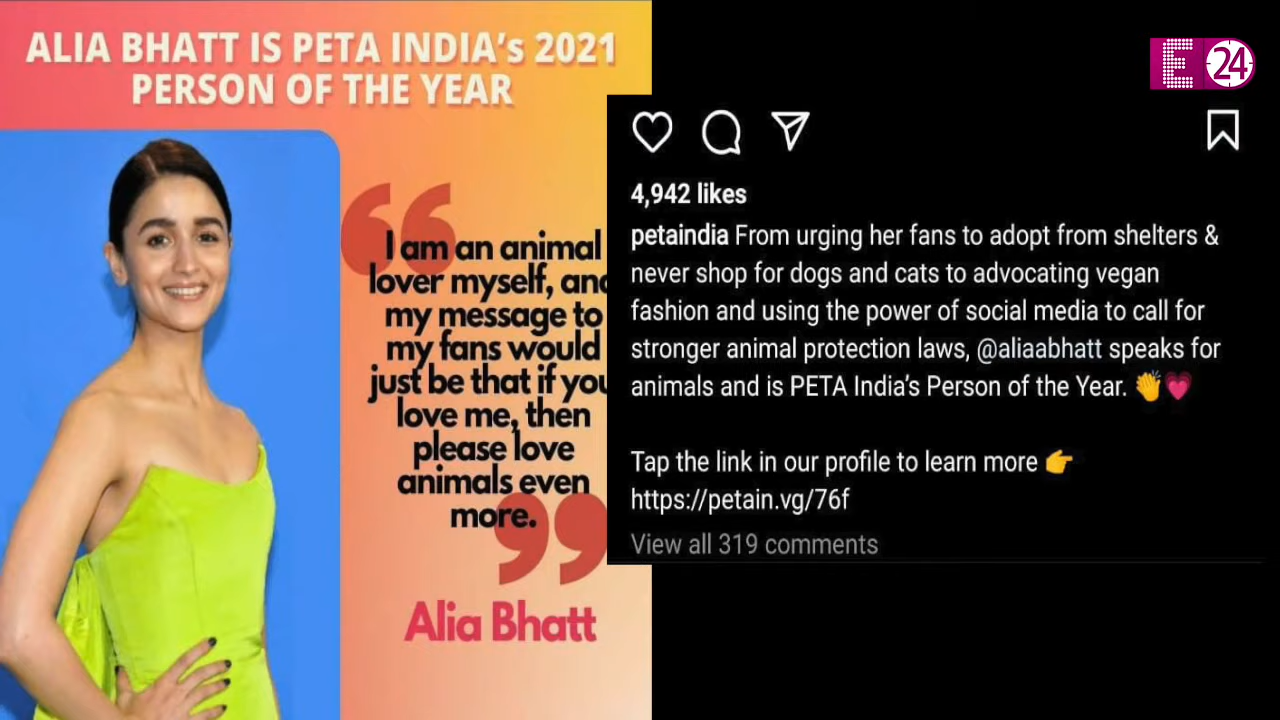 ALIA BHATT IS PETA INDIA's 2021
PERSON OF THE YEAR
I am an animal
lover myself, and
my message to
my fans would
just be that if you
love me, then
please love
animals even
more.
Alia Bhatt
E 24
4,942 likes
petaindia From urging her fans to adopt from shelters &
never shop for dogs and cats to advocating vegan
fashion and using the power of social media to call for
stronger animal protection laws, @aliaabhatt speaks for
animals and is PETA India's Person of the Year. 👏💗
Tap the link in our profile to learn more 👉
https://petain.vg/76f
View all 319 comments